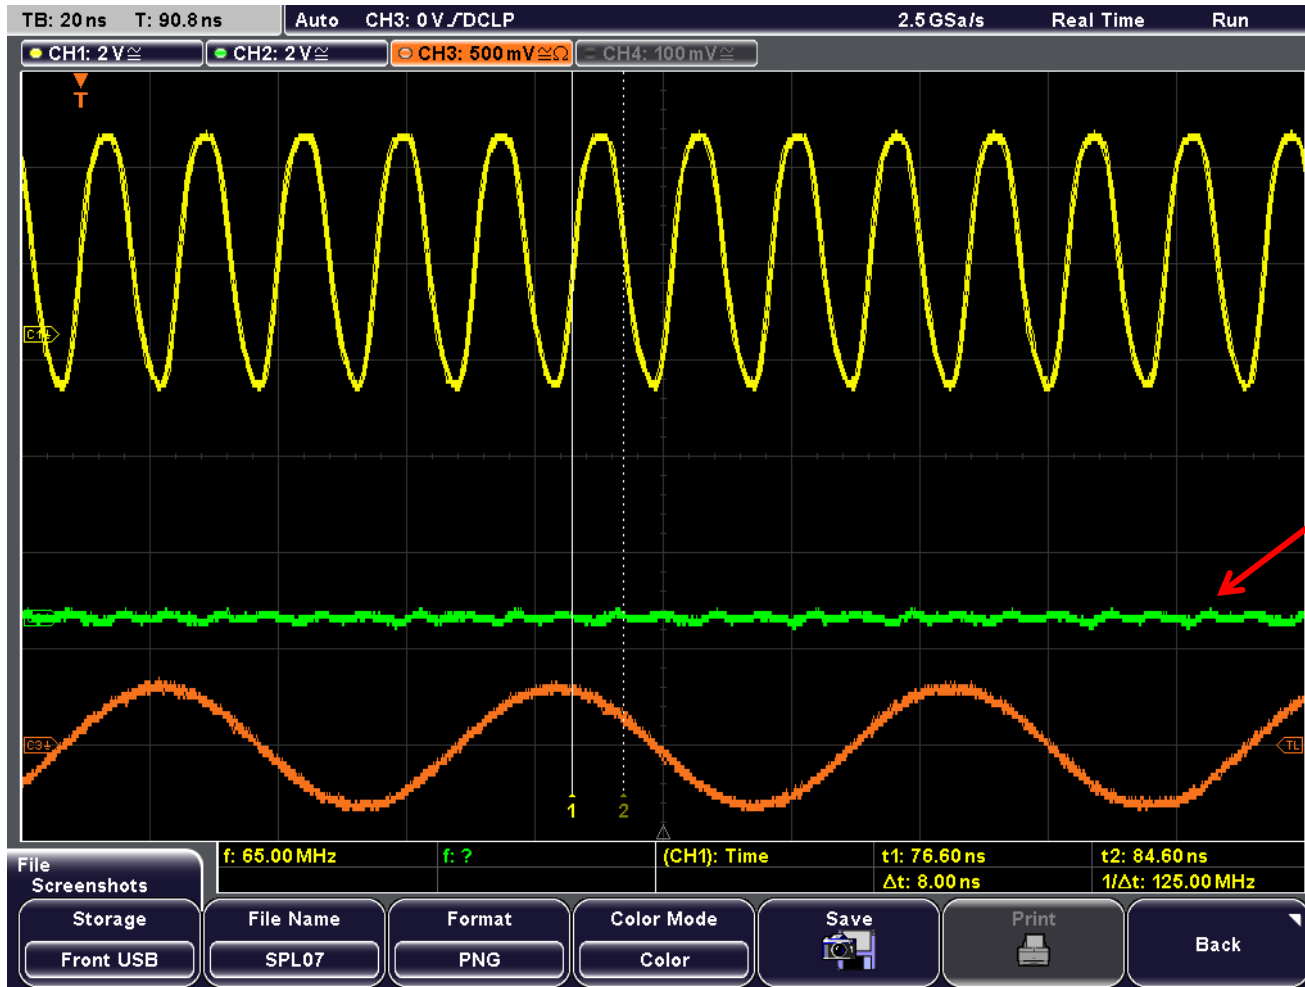 TB: 20 ns T: 90.8 ns Auto CH3: 0 V DCLP 2.5 GSa/s Real Time Run
CH1: 2 V≅ CH2: 2 V≅ CH3: 500 mV≅Ω CH4: 100 mV≅
T
C1
C3
TL
1 2
f: 65.00 MHz f: ? (CH1): Time t1: 76.60 ns t2: 84.60 ns
Δt: 8.00 ns 1/Δt: 125.00 MHz
File
Screenshots
Storage File Name Format Color Mode Save Print Back
Front USB SPL07 PNG Color